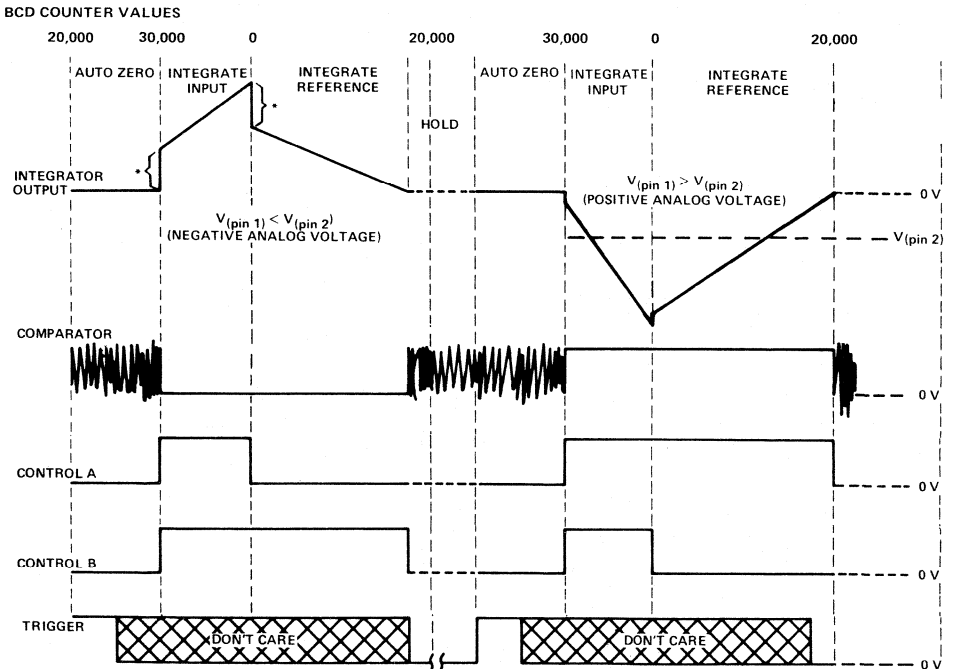 BCD COUNTER VALUES
20,000 30,000 0 20,000 30,000 0 20,000
AUTO ZERO INTEGRATE INPUT INTEGRATE REFERENCE HOLD AUTO ZERO INTEGRATE INPUT INTEGRATE REFERENCE
*
*
INTEGRATOR
OUTPUT
V(pin 1) < V(pin 2)
(NEGATIVE ANALOG VOLTAGE)
V(pin 1) > V(pin 2)
(POSITIVE ANALOG VOLTAGE)
0 V
V(pin 2)
COMPARATOR
0 V
CONTROL A
0 V
CONTROL B
0 V
TRIGGER
DON'T CARE DON'T CARE
0 V